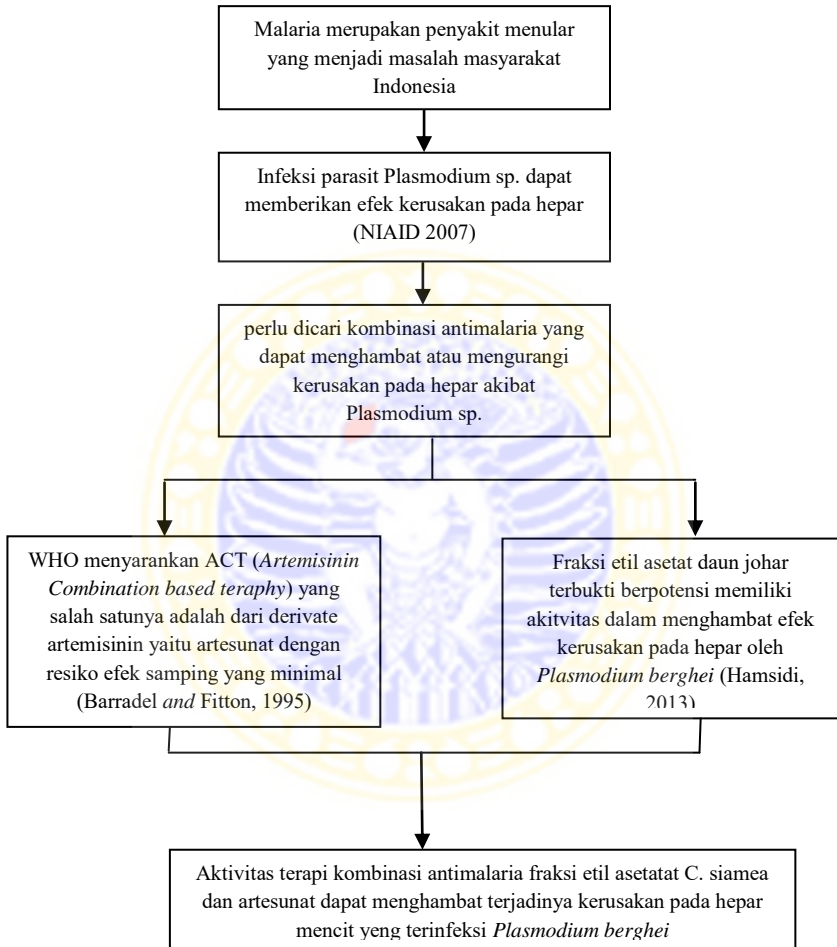 Malaria merupakan penyakit menular
yang menjadi masalah masyarakat
Indonesia
Infeksi parasit Plasmodium sp. dapat
memberikan efek kerusakan pada hepar
(NIAID 2007)
perlu dicari kombinasi antimalaria yang
dapat menghambat atau mengurangi
kerusakan pada hepar akibat
Plasmodium sp.
WHO menyarankan ACT (Artemisinin
Combination based teraphy) yang
salah satunya adalah dari derivate
artemisinin yaitu artesunat dengan
resiko efek samping yang minimal
(Barradel and Fitton, 1995)
Fraksi etil asetat daun johar
terbukti berpotensi memiliki
akitvitas dalam menghambat efek
kerusakan pada hepar oleh
Plasmodium berghei (Hamsidi,
2013)
Aktivitas terapi kombinasi antimalaria fraksi etil asetatat C. siamea
dan artesunat dapat menghambat terjadinya kerusakan pada hepar
mencit yeng terinfeksi Plasmodium berghei